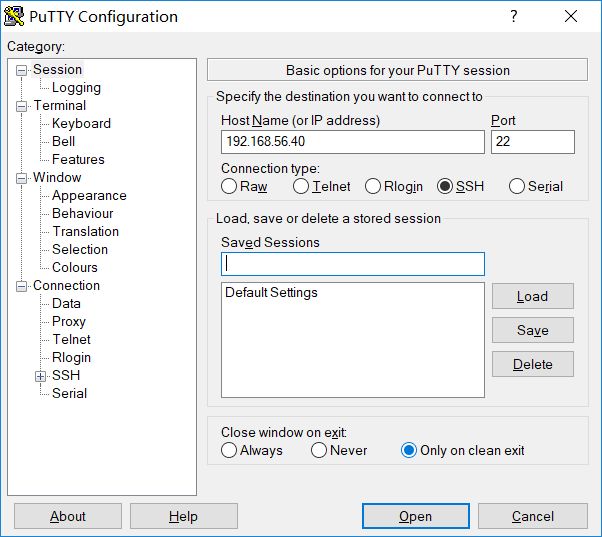 PuTTY Configuration
?
Category:
Session
Logging
Terminal
Keyboard
Bell
Features
Window
Appearance
Behaviour
Translation
Selection
Colours
Connection
Data
Proxy
Telnet
Rlogin
SSH
Serial
Basic options for your PuTTY session
Specify the destination you want to connect to
Host Name (or IP address) Port
192.168.56.40 22
Connection type:
Raw Telnet Rlogin SSH Serial
Load, save or delete a stored session
Saved Sessions
Default Settings
Load
Save
Delete
Close window on exit:
Always Never Only on clean exit
About Help Open Cancel